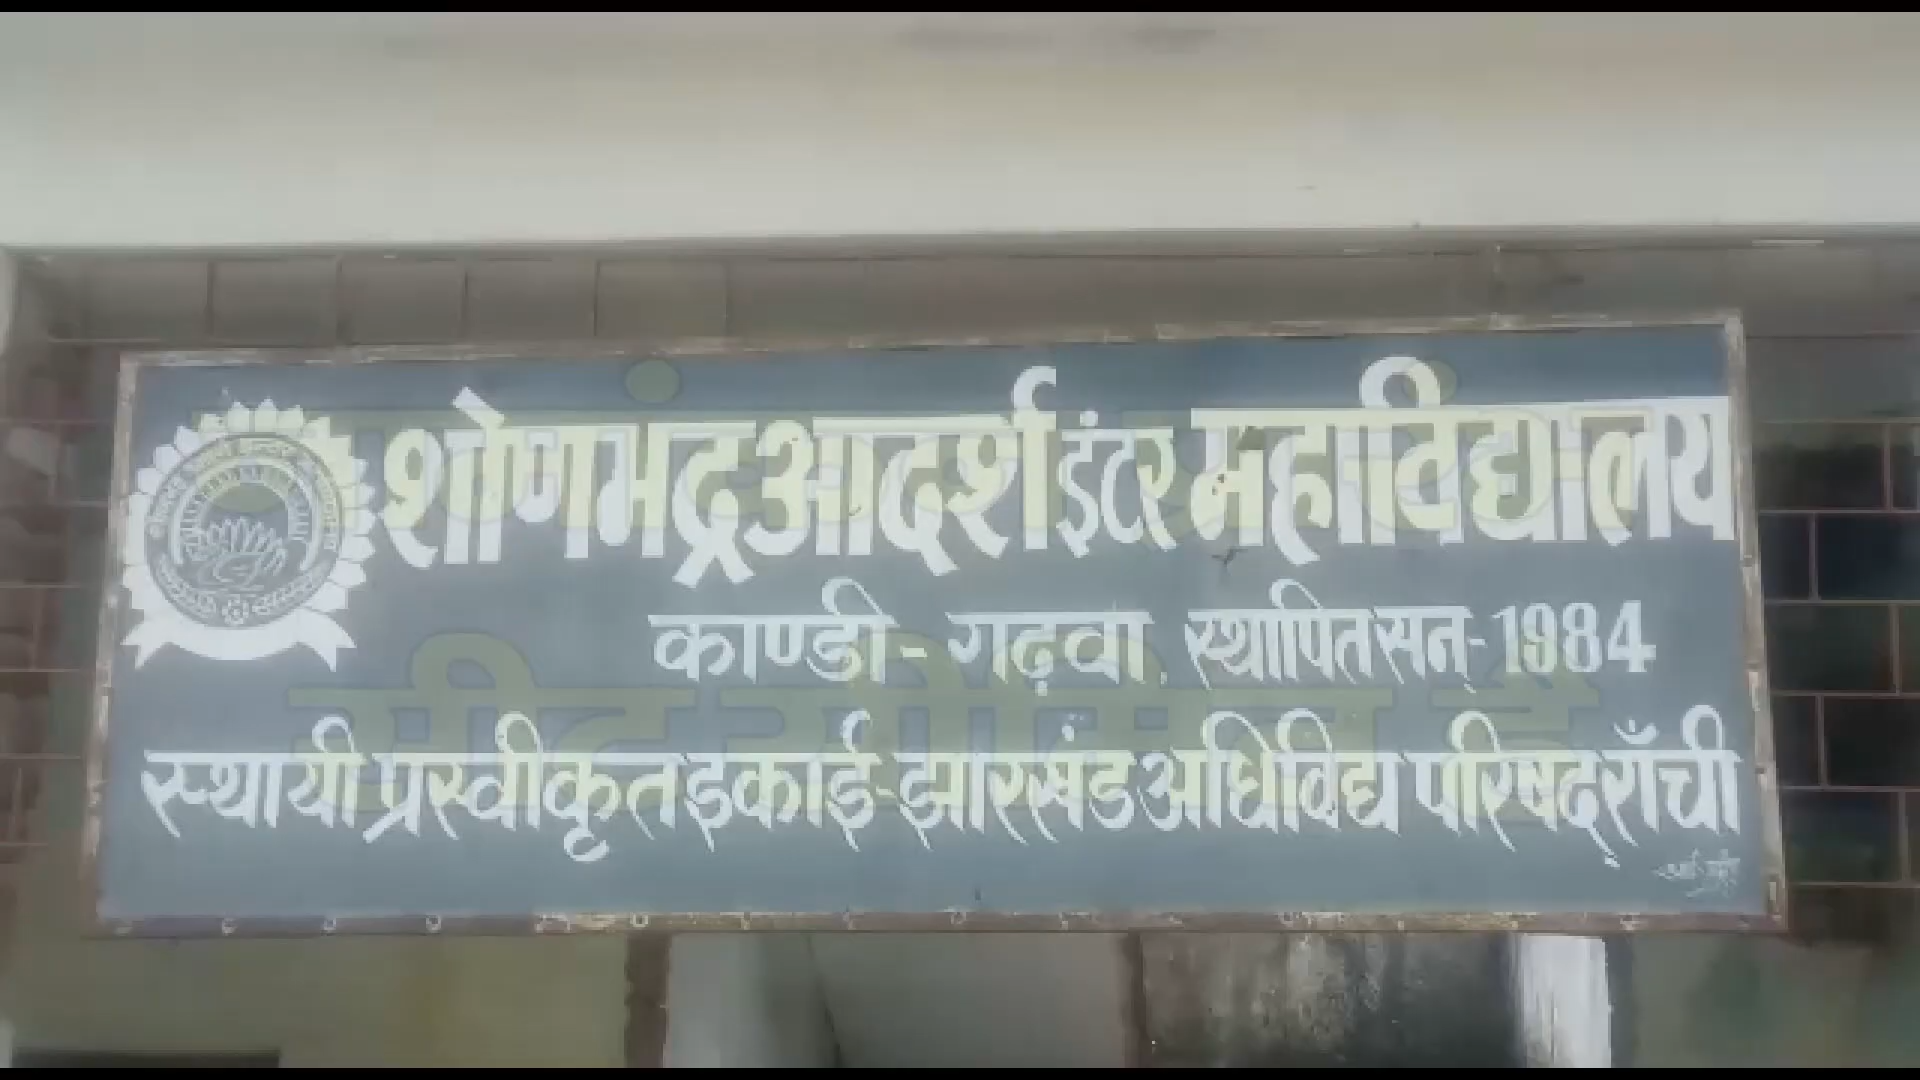 शोणभद्र आदर्श इंटर महाविद्यालय
काण्डी - गढ़वा, स्थापित सन् - 1984
स्थायी प्रस्वीकृत इकाई - झारखंड अधिविद्य परिषद् राँची
सीट सीमित है